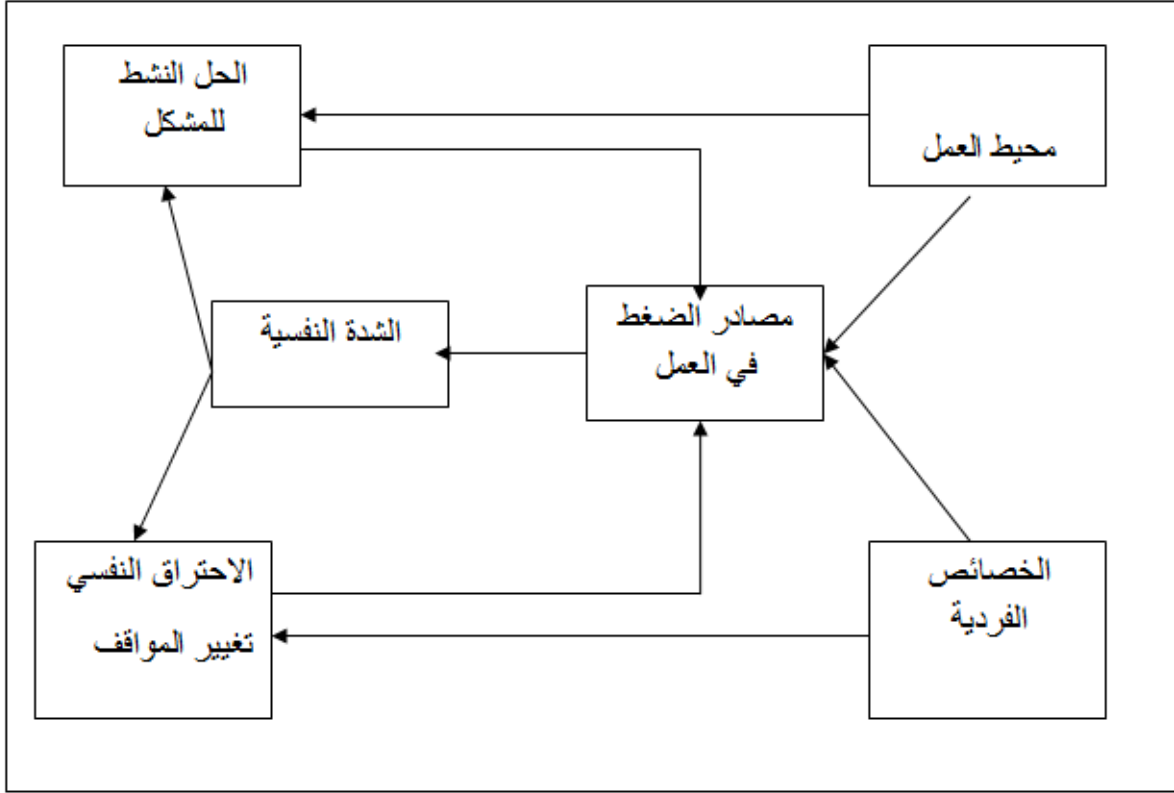 محيط العمل
الحل النشط
للمشكل
مصادر الضغط
في العمل
الشدة النفسية
الخصائص
الفردية
الاحتراق النفسي
تغيير المواقف